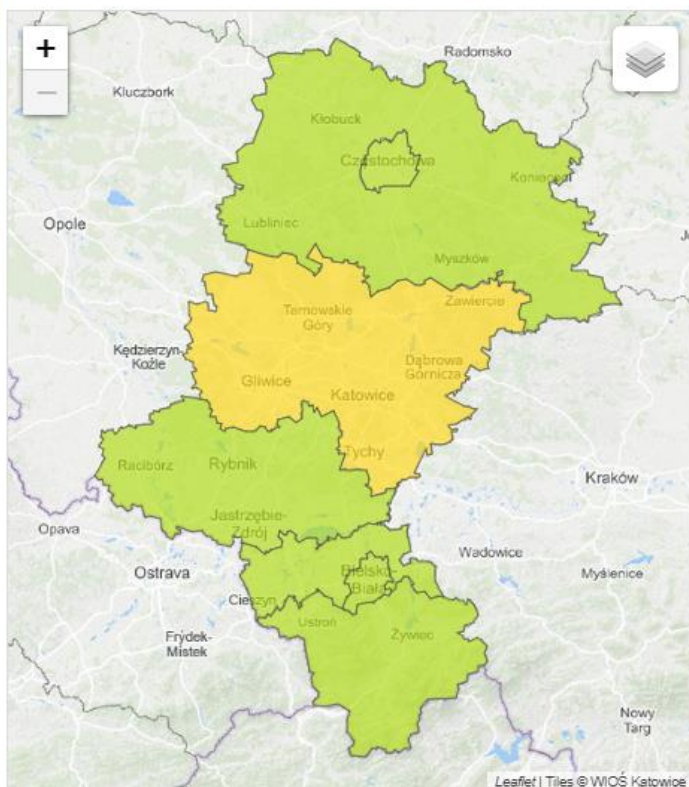 +
−
Radomsko
Kluczbork
Kłobuck
Częstochowa
Koniecpol
Opole
Lubliniec
Myszków
Zawiercie
Tarnowskie
Góry
Kędzierzyn-
Koźle
Dąbrowa
Górnicza
Gliwice
Katowice
Tychy
Racibórz
Rybnik
Kraków
Jastrzębie-
Zdrój
Opava
Wadowice
Ostrava
Bielsko-
Biała
Myślenice
Cieszyn
Ustroń
Żywiec
Frýdek-
Mistek
Nowy
Targ
Leaflet | Tiles © WIOŚ Katowice